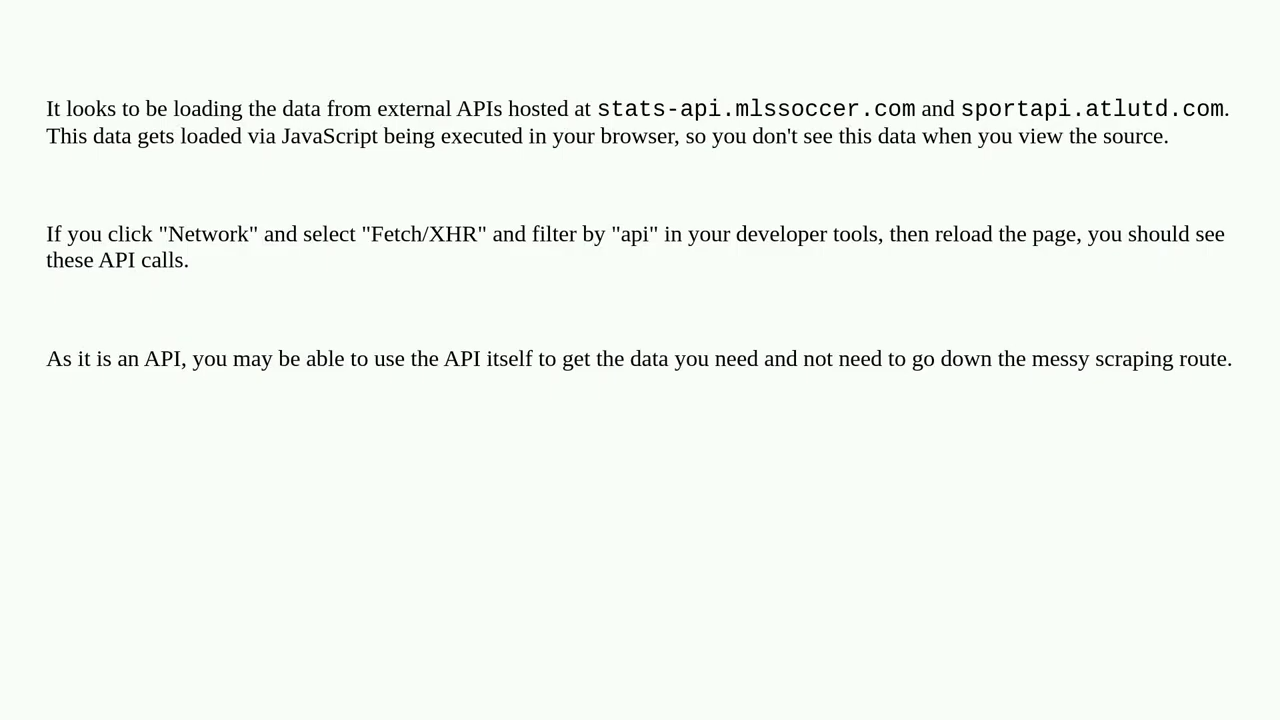 It looks to be loading the data from external APIs hosted at stats-api.mlssoccer.com and sportapi.atlutd.com.
This data gets loaded via JavaScript being executed in your browser, so you don't see this data when you view the source.
If you click "Network" and select "Fetch/XHR" and filter by "api" in your developer tools, then reload the page, you should see
these API calls.
As it is an API, you may be able to use the API itself to get the data you need and not need to go down the messy scraping route.